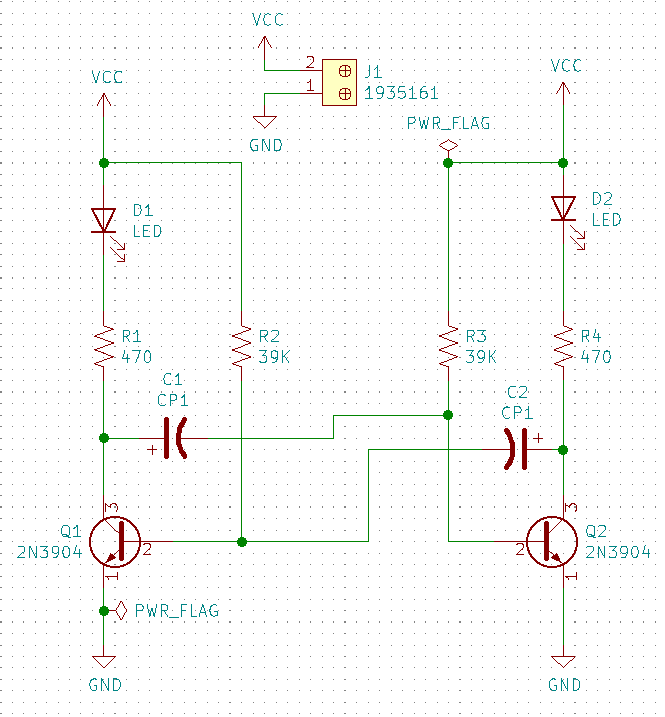 VCC
2
J1
1
1935161
GND
VCC
VCC
PWR_FLAG
D1
LED
D2
LED
R1
470
R2
39K
R3
39K
R4
470
C1
CP1
+
C2
CP1
+
Q1
2N3904
3
2
1
Q2
2N3904
3
2
1
PWR_FLAG
GND
GND